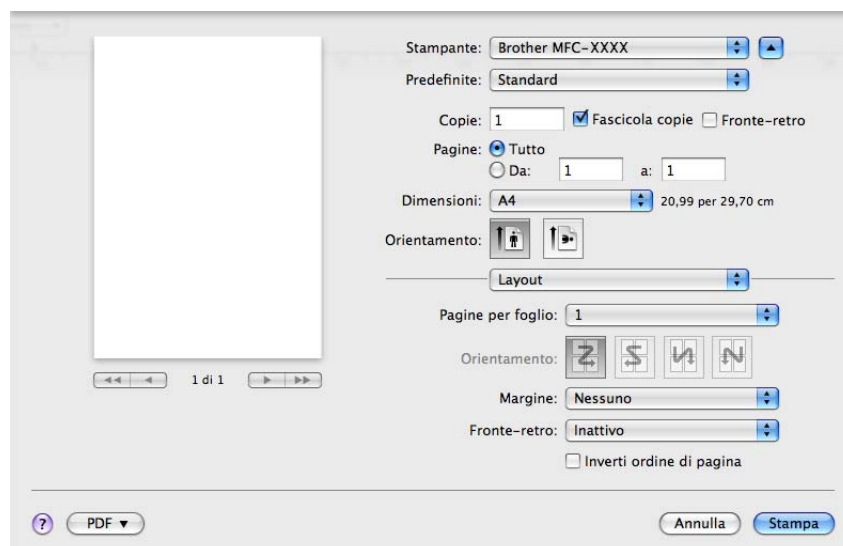 Stampante: Brother MFC-XXXX
Predefinite: Standard
Copie: 1 Fascicola copie Fronte-retro
Pagine: Tutto
Da: 1 a: 1
Dimensioni: A4 20,99 per 29,70 cm
Orientamento:
Layout
Pagine per foglio: 1
Orientamento:
Margine: Nessuno
Fronte-retro: Inattivo
Inverti ordine di pagina
1 di 1
? PDF Annulla Stampa